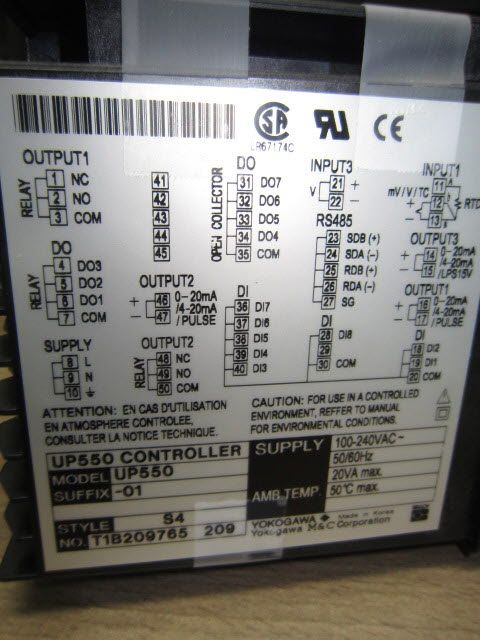 LR67174C
CE
OUTPUT1
RELAY
1 NC
2 NO
3 COM
DO
RELAY
4 DO3
5 DO2
6 DO1
7 COM
SUPPLY
8 L
9 N
10
41
42
43
44
45
OUTPUT2
+ 46 0-20mA
- 47 /4-20mA
/PULSE
OUTPUT2
RELAY
48 NC
49 NO
50 COM
DO
OPEN COLLECTOR
31 DO7
32 DO6
33 DO5
34 DO4
35 COM
DI
36 DI7
37 DI6
38 DI5
39 DI4
40 DI3
INPUT3
V
21 +
22 -
RS485
23 SDB (+)
24 SDA (-)
25 RDB (+)
26 RDA (-)
27 SG
DI
28 DI8
29
30 COM
INPUT1
mV/V/TC
+ 11
12
- 13
RTD
OUTPUT3
+ 14 0-20mA
- 15 /4-20mA
/LPS15V
OUTPUT1
+ 16 0-20mA
- 17 /4-20mA
/PULSE
DI
18 DI2
19 DI1
20 COM
ATTENTION: EN CAS D'UTILISATION
EN ATMOSPHERE CONTROLEE,
CONSULTER LA NOTICE TECHNIQUE.
CAUTION: FOR USE IN A CONTROLLED
ENVIRONMENT, REFFER TO MANUAL
FOR ENVIRONMENTAL CONDITIONS.
UP550 CONTROLLER
MODEL UP550
SUFFIX -01
STYLE S4
NO. T1B209765 209
SUPPLY 100-240VAC~
50/60Hz
20VA max.
AMB.TEMP. 50°C max.
YOKOGAWA Made in Korea
Yokogawa M&C Corporation